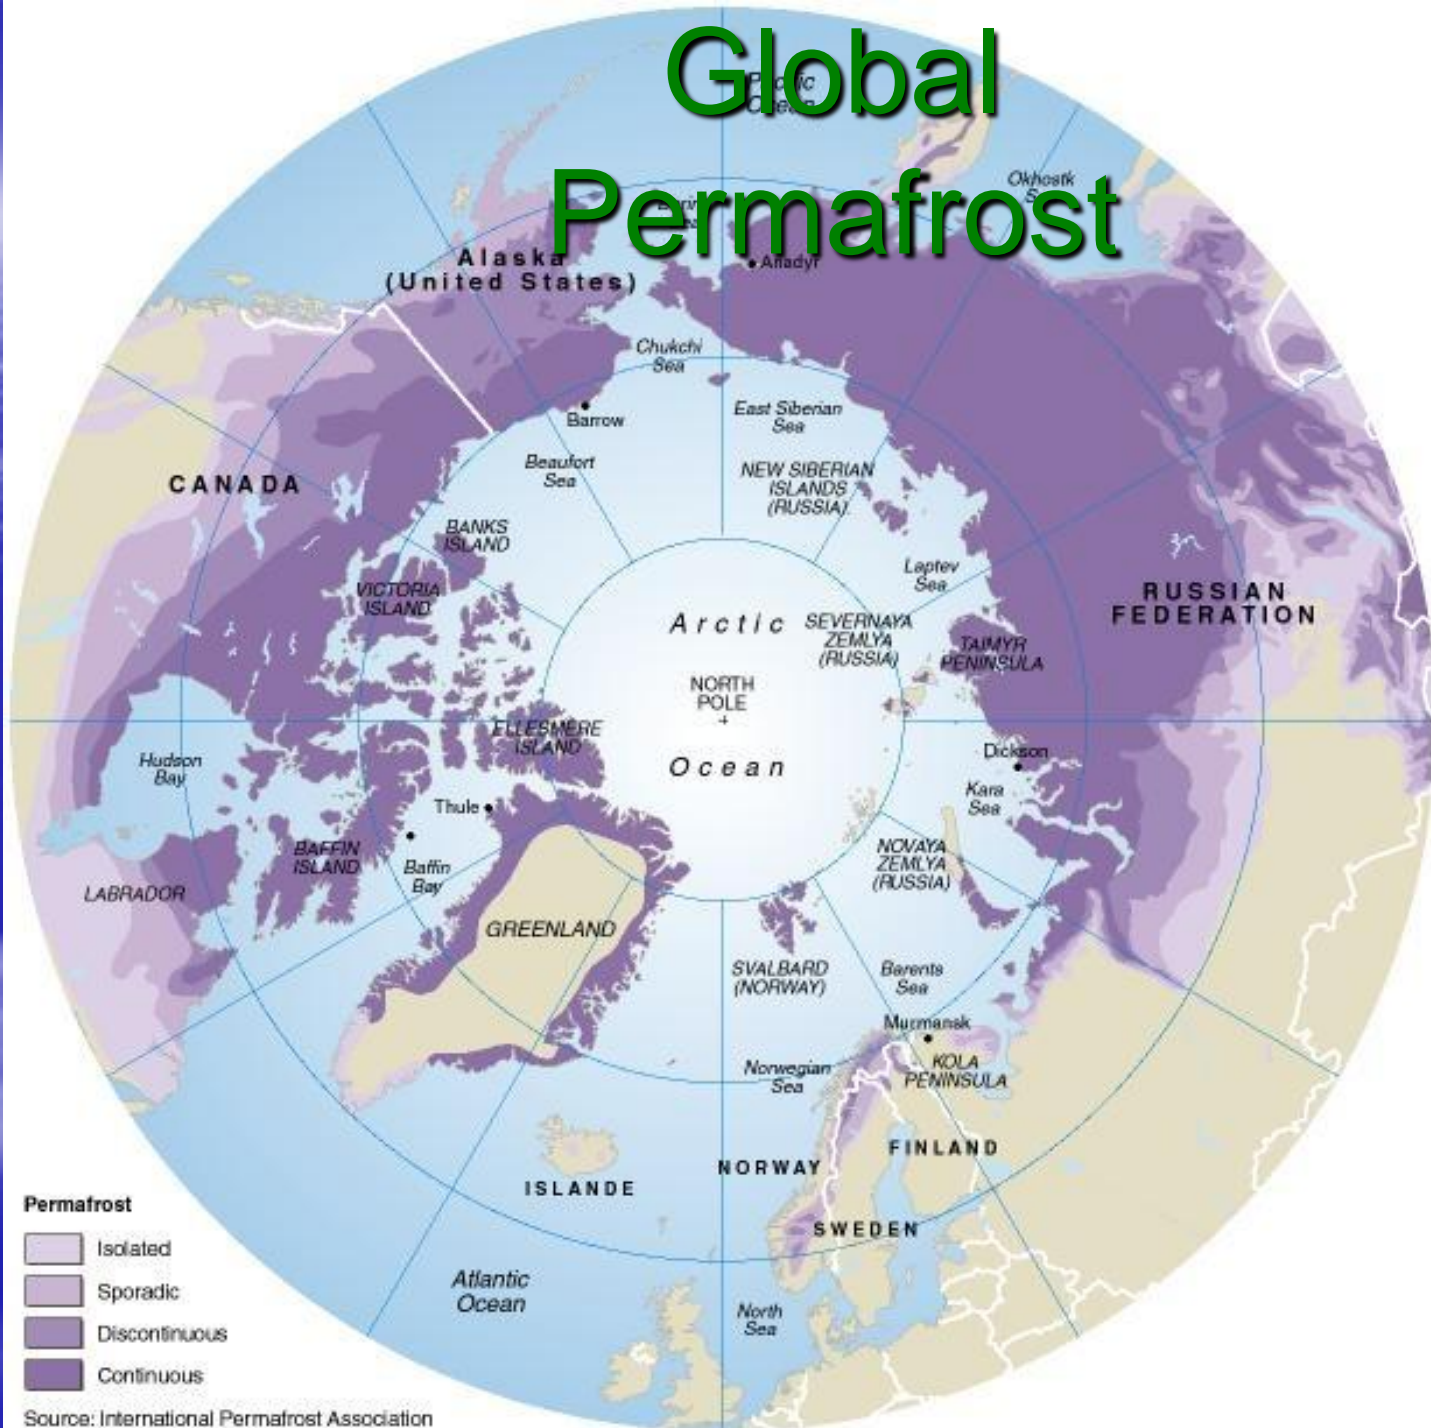 Global
Permafrost
Pacific
Ocean
Okhostk
Alaska
(United States)
Anadyr
Chukchi
Sea
Barrow
East Siberian
Sea
Beaufort
Sea
NEW SIBERIAN
ISLANDS
(RUSSIA)
CANADA
BANKS
ISLAND
VICTORIA
ISLAND
Laptev
Sea
RUSSIAN
FEDERATION
Arctic
SEVERNAYA
ZEMLYA
(RUSSIA)
TAIMYR
PENINSULA
NORTH
POLE
+
ELLESMERE
ISLAND
Ocean
Hudson
Bay
Dickson
Kara
Sea
Thule
BAFFIN
ISLAND
Baffin
Bay
NOVAYA
ZEMLYA
(RUSSIA)
LABRADOR
GREENLAND
SVALBARD
(NORWAY)
Barents
Sea
Murmansk
KOLA
PENINSULA
Norwegian
Sea
FINLAND
NORWAY
ISLANDE
SWEDEN
Atlantic
Ocean
North
Sea
Permafrost
Isolated
Sporadic
Discontinuous
Continuous
Source: International Permafrost Association